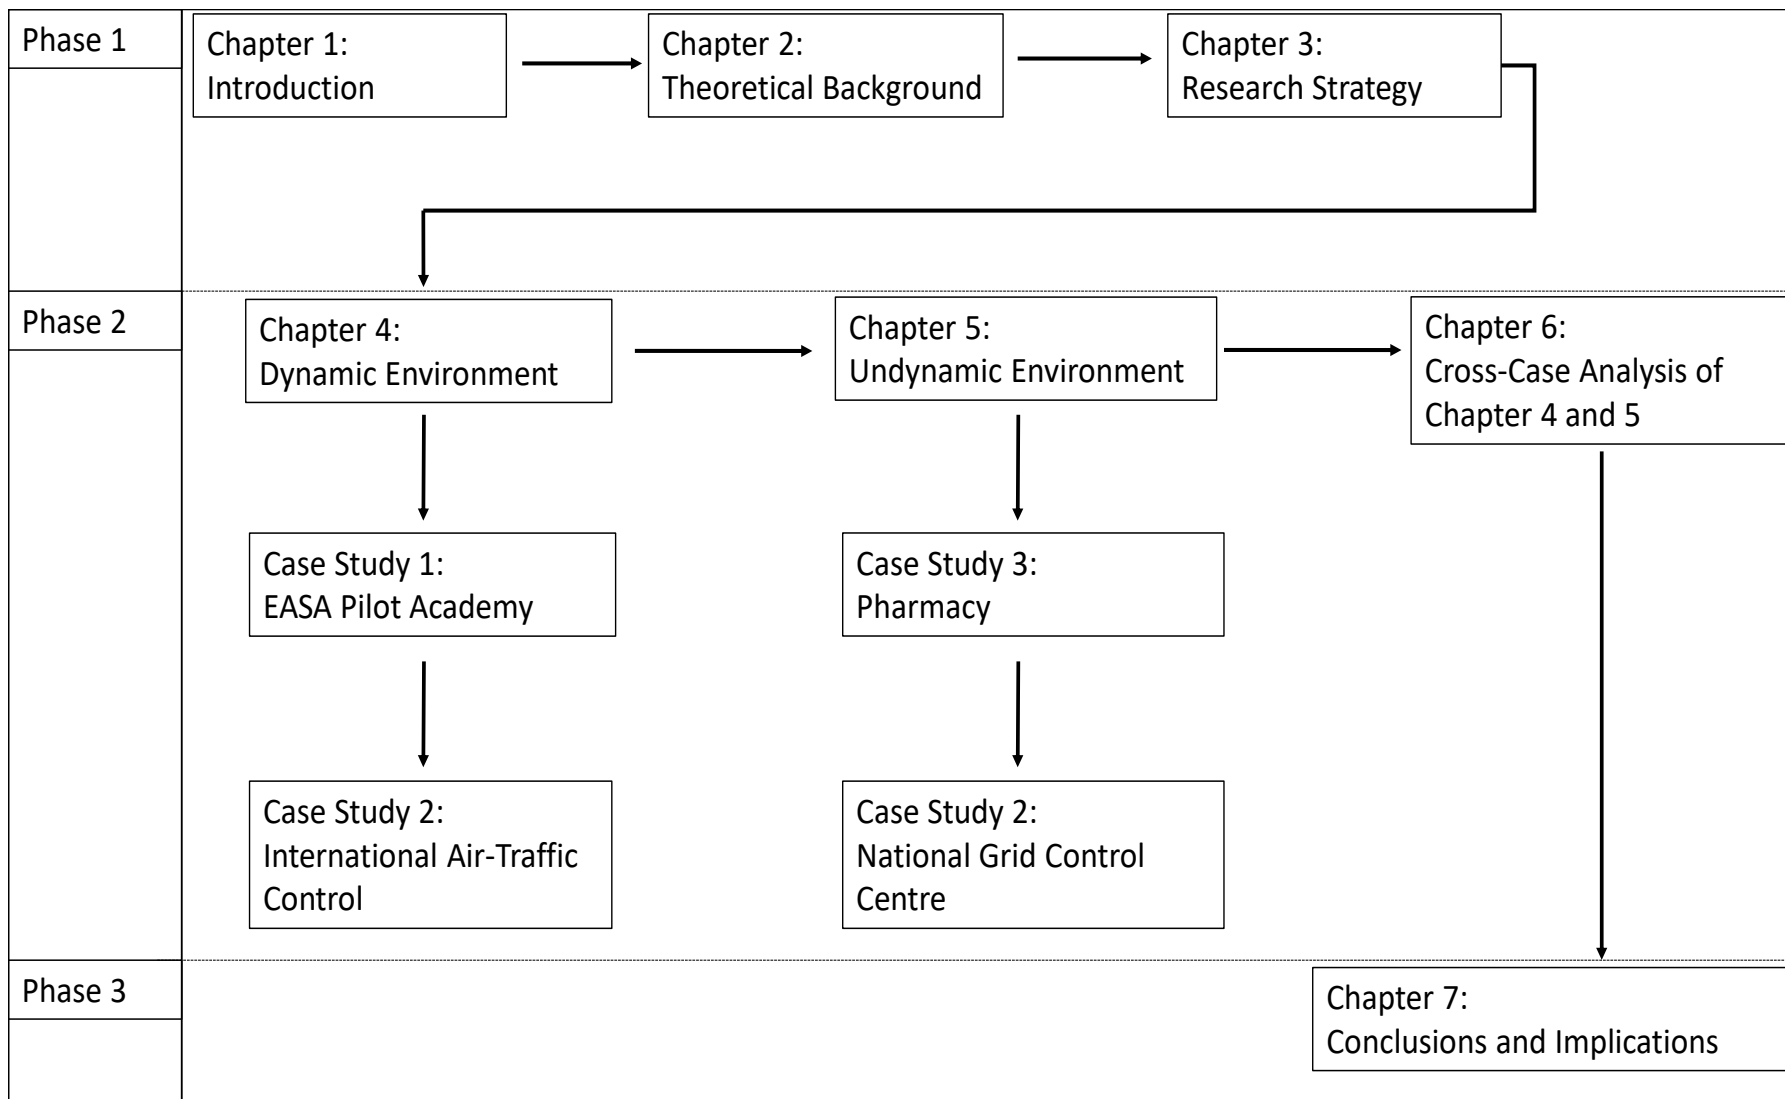 Phase 1
Chapter 1:
Introduction
Chapter 2:
Theoretical Background
Chapter 3:
Research Strategy
Phase 2
Chapter 4:
Dynamic Environment
Chapter 5:
Undynamic Environment
Chapter 6:
Cross-Case Analysis of
Chapter 4 and 5
Case Study 1:
EASA Pilot Academy
Case Study 3:
Pharmacy
Case Study 2:
International Air-Traffic
Control
Case Study 2:
National Grid Control
Centre
Phase 3
Chapter 7:
Conclusions and Implications